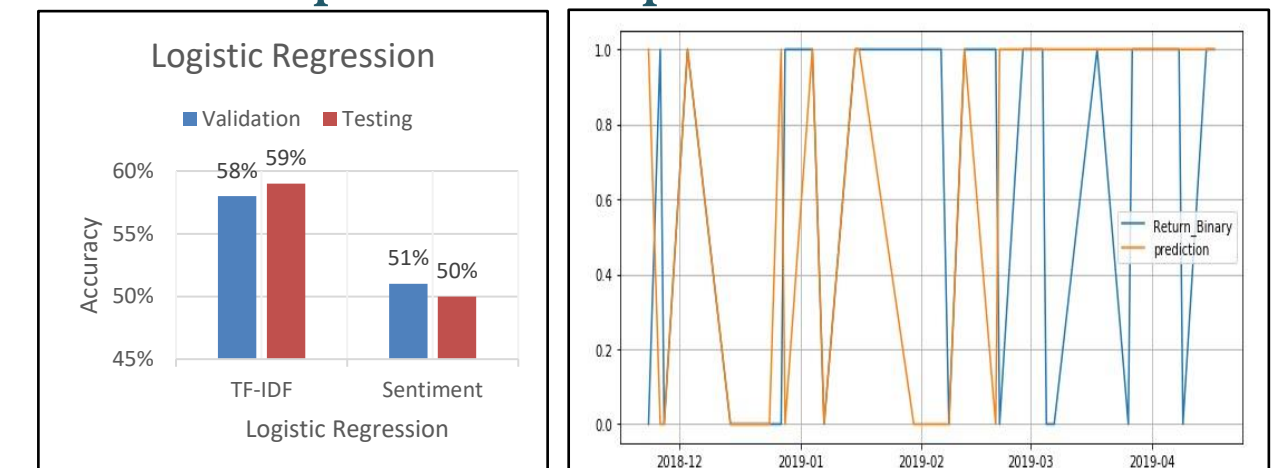 Logistic Regression
Validation Testing
60%
55%
50%
45%
Accuracy
58%
59%
51%
50%
TF-IDF Sentiment
Logistic Regression
1.0
0.8
0.6
0.4
0.2
0.0
Return_Binary
prediction
2018-12 2019-01 2019-02 2019-03 2019-04